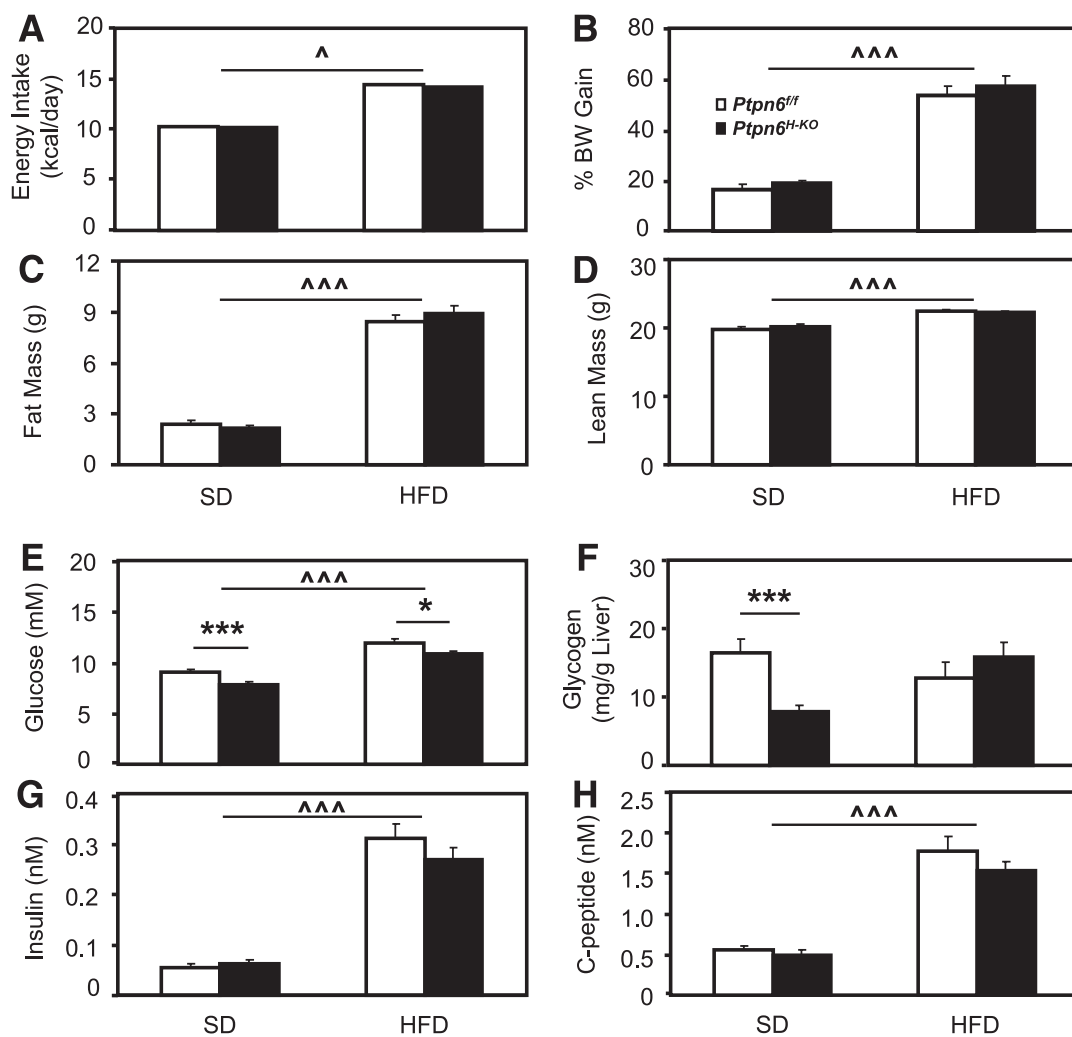 A
Energy Intake
(kcal/day)
20
15
10
5
0
^
B
% BW Gain
80
60
40
20
0
^^^
Ptpn6f/f
Ptpn6H-KO
C
Fat Mass (g)
12
9
6
3
0
^^^
SD HFD
D
Lean Mass (g)
30
20
10
0
^^^
SD HFD
E
Glucose (mM)
20
15
10
5
0
^^^
***
*
F
Glycogen
(mg/g Liver)
30
20
10
0
***
G
Insulin (nM)
0.4
0.3
0.2
0.1
0
^^^
SD HFD
H
C-peptide (nM)
2.5
2.0
1.5
1.0
0.5
0
^^^
SD HFD